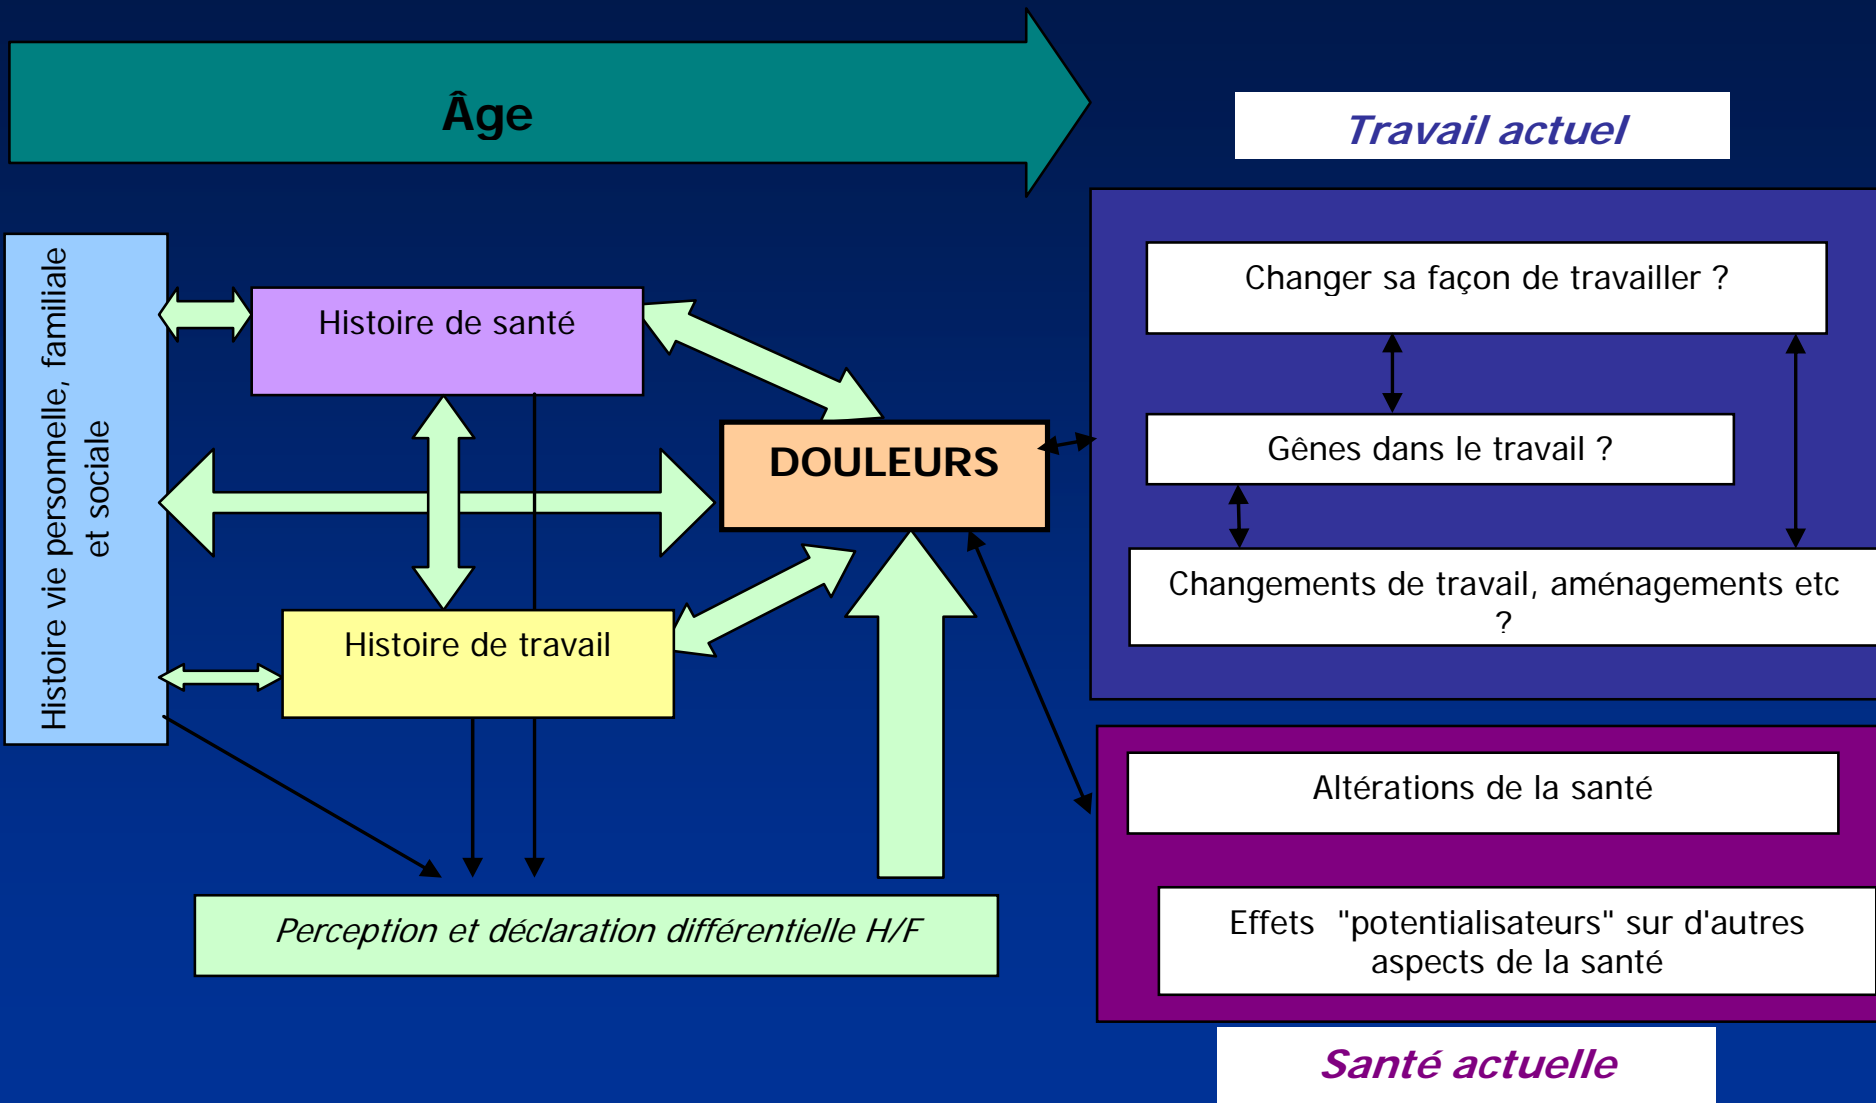 Âge
Travail actuel
Histoire vie personnelle, familiale
et sociale
Histoire de santé
Histoire de travail
DOULEURS
Perception et déclaration différentielle H/F
Changer sa façon de travailler ?
Gênes dans le travail ?
Changements de travail, aménagements etc
?
Altérations de la santé
Effets "potentialisateurs" sur d'autres
aspects de la santé
Santé actuelle